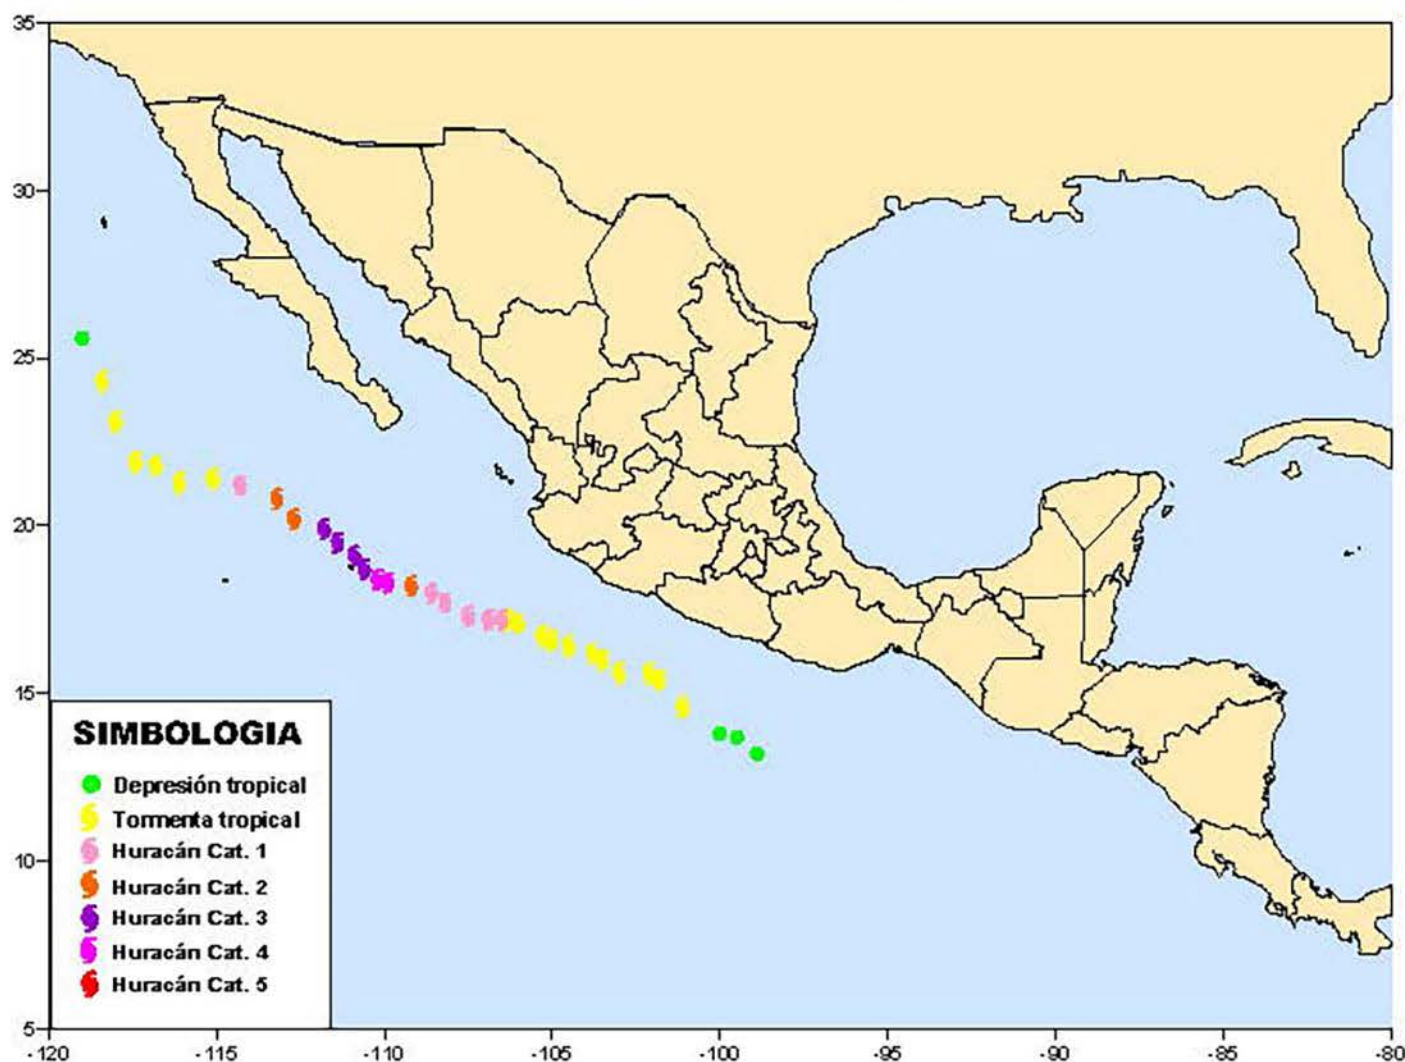 35
30
25
20
15
10
5
SIMBOLOGIA
Depresión tropical
Tormenta tropical
Huracán Cat. 1
Huracán Cat. 2
Huracán Cat. 3
Huracán Cat. 4
Huracán Cat. 5
-120 -115 -110 -105 -100 -95 -90 -85 -80